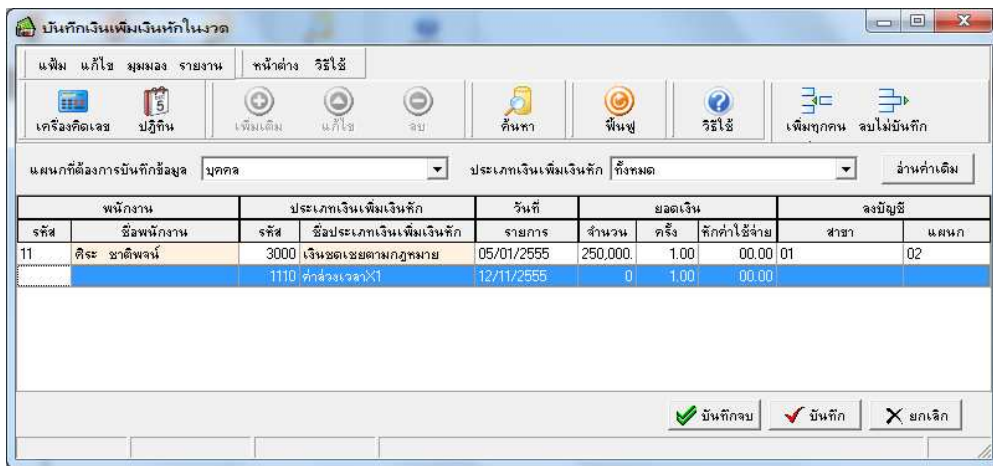 บันทึกเงินเพิ่มเงินหักในงวด
แฟ้ม แก้ไข มุมมอง รายงาน หน้าต่าง วิธีใช้
เครื่องคิดเลข ปฏิทิน เพิ่มเติม แก้ไข ลบ ค้นหา ฟื้นฟู วิธีใช้ เพิ่มทุกคน ลบไม่บันทึก
แผนกที่ต้องการบันทึกข้อมูล บุคคล ประเภทเงินเพิ่มเงินหัก ทั้งหมด อ่านค่าเดิม
พนักงาน ประเภทเงินเพิ่มเงินหัก วันที่ ยอดเงิน ลงบัญชี
รหัส ชื่อพนักงาน รหัส ชื่อประเภทเงินเพิ่มเงินหัก รายการ จำนวน ครั้ง หักค่าใช้จ่าย สาขา แผนก
11 ศิระ ชาติพจน์ 3000 เงินชดเชยตามกฎหมาย 05/01/2555 250,000. 1.00 00.00 01 02
1110 ค่าล่วงเวลาX1 12/11/2555 0 1.00 00.00
บันทึกจบ บันทึก ยกเลิก